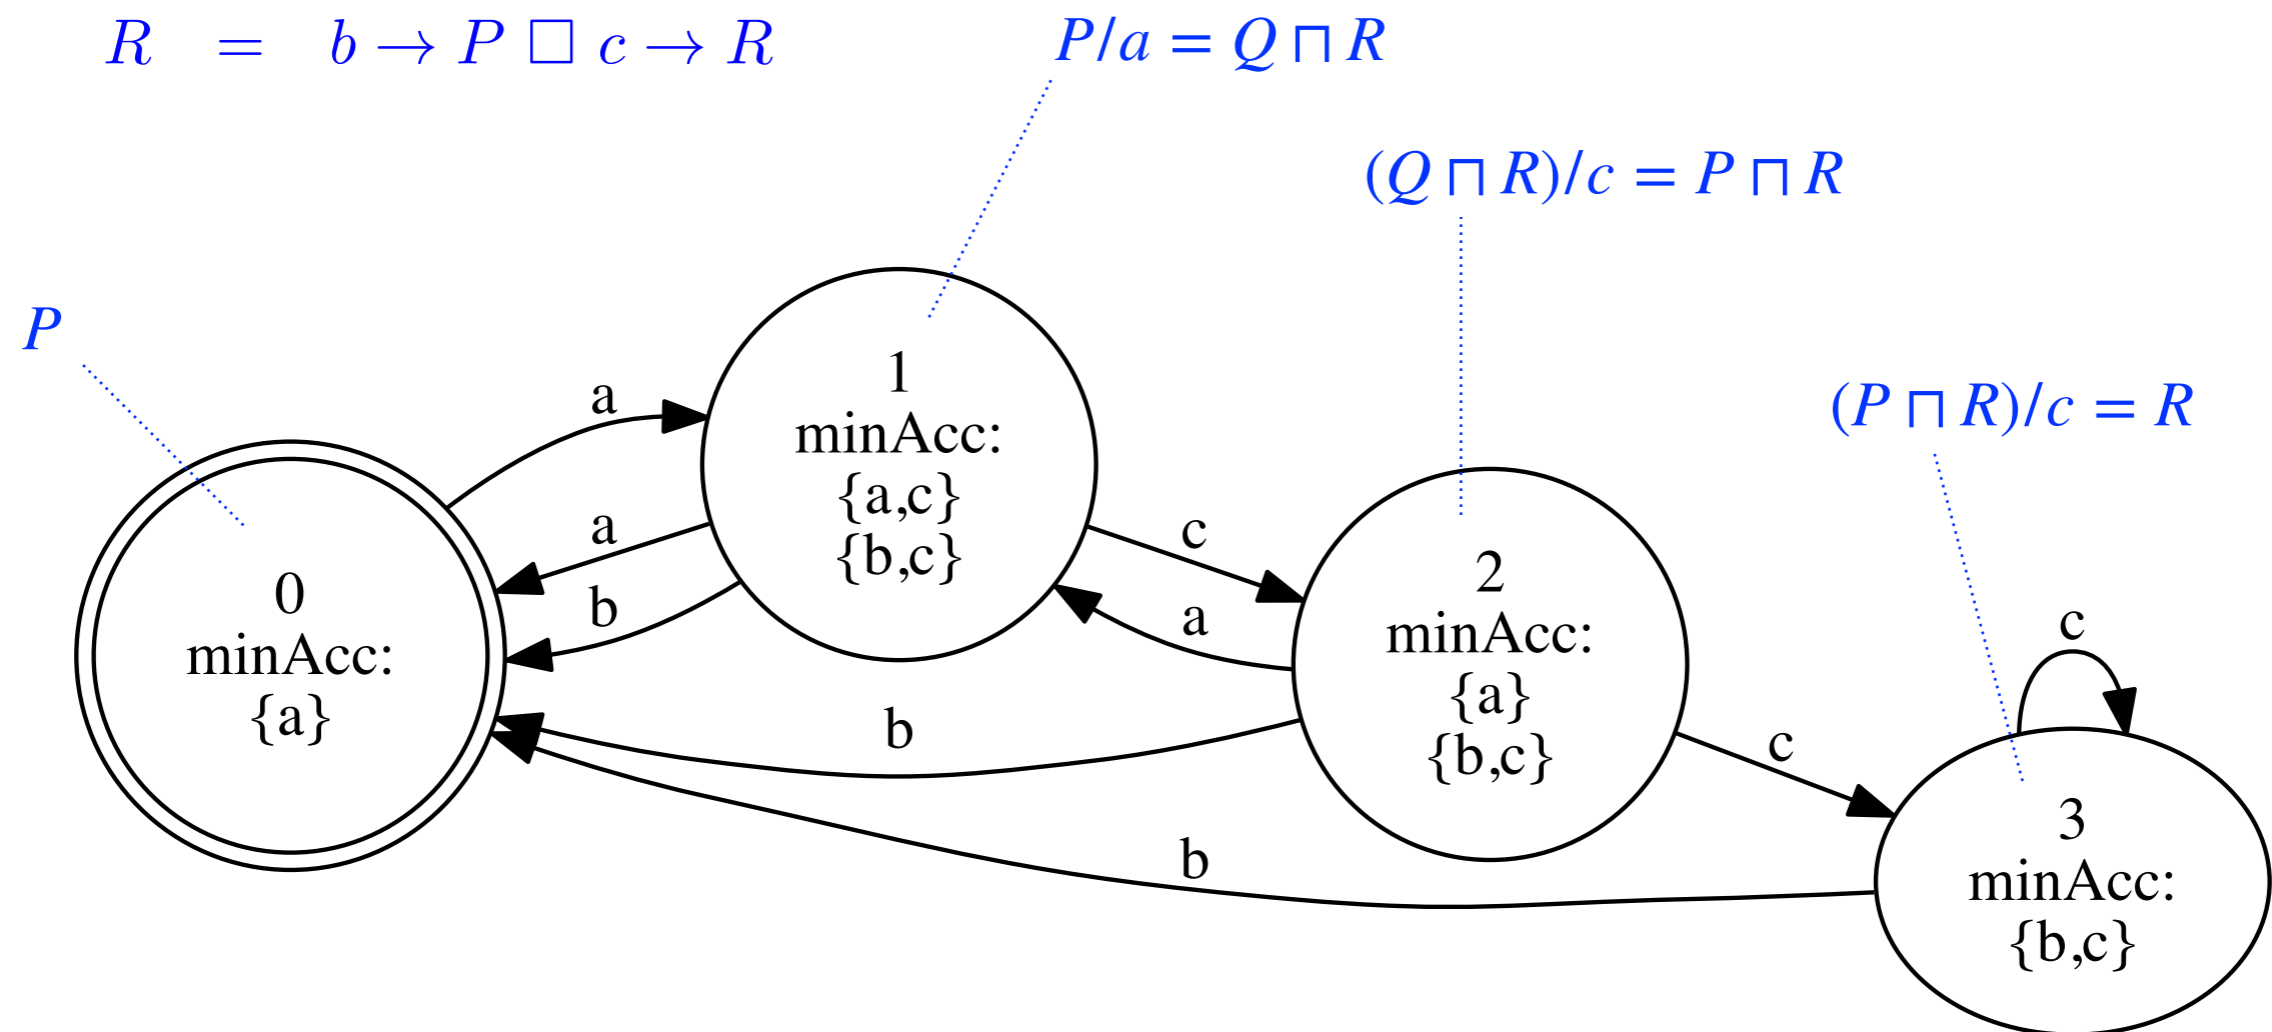 R = b → P □ c → R
P/a = Q ⊓ R
(Q ⊓ R)/c = P ⊓ R
P
(P ⊓ R)/c = R
a
a
b
0
minAcc:
{a}
1
minAcc:
{a,c}
{b,c}
c
a
b
b
2
minAcc:
{a}
{b,c}
c
c
3
minAcc:
{b,c}